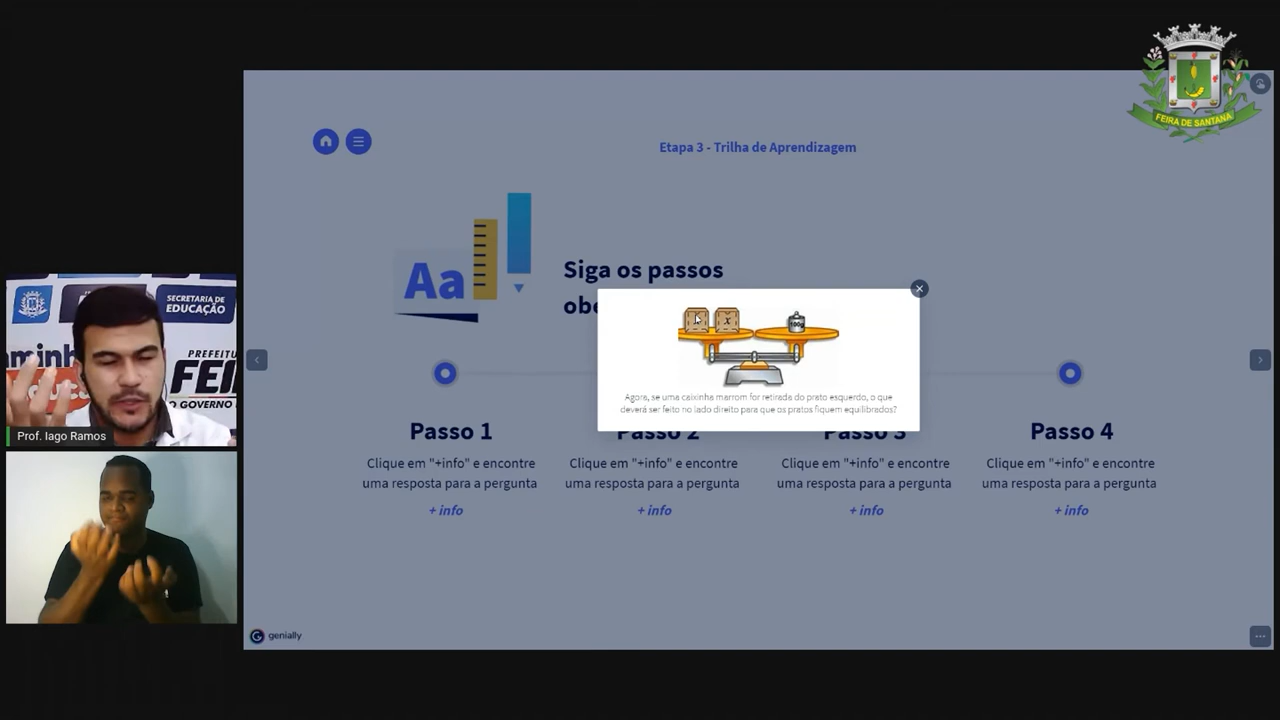 FEIRA DE SANTANA
Etapa 3 - Trilha de Aprendizagem
Aa
Siga os passos
obe
X
100g
Agora, se uma caixinha marrom for retirada do prato esquerdo, o que
deverá ser feito no lado direito para que os pratos fiquem equilibrados?
Passo 1
Passo 2
Passo 3
Passo 4
Clique em "+info" e encontre
uma resposta para a pergunta
+ info
Clique em "+info" e encontre
uma resposta para a pergunta
+ info
Clique em "+info" e encontre
uma resposta para a pergunta
+ info
Clique em "+info" e encontre
uma resposta para a pergunta
+ info
genially
SECRETARIA DE
EDUCAÇÃO
aminh
PREFEITU
FEI
O GOVERNO
Prof. Iago Ramos